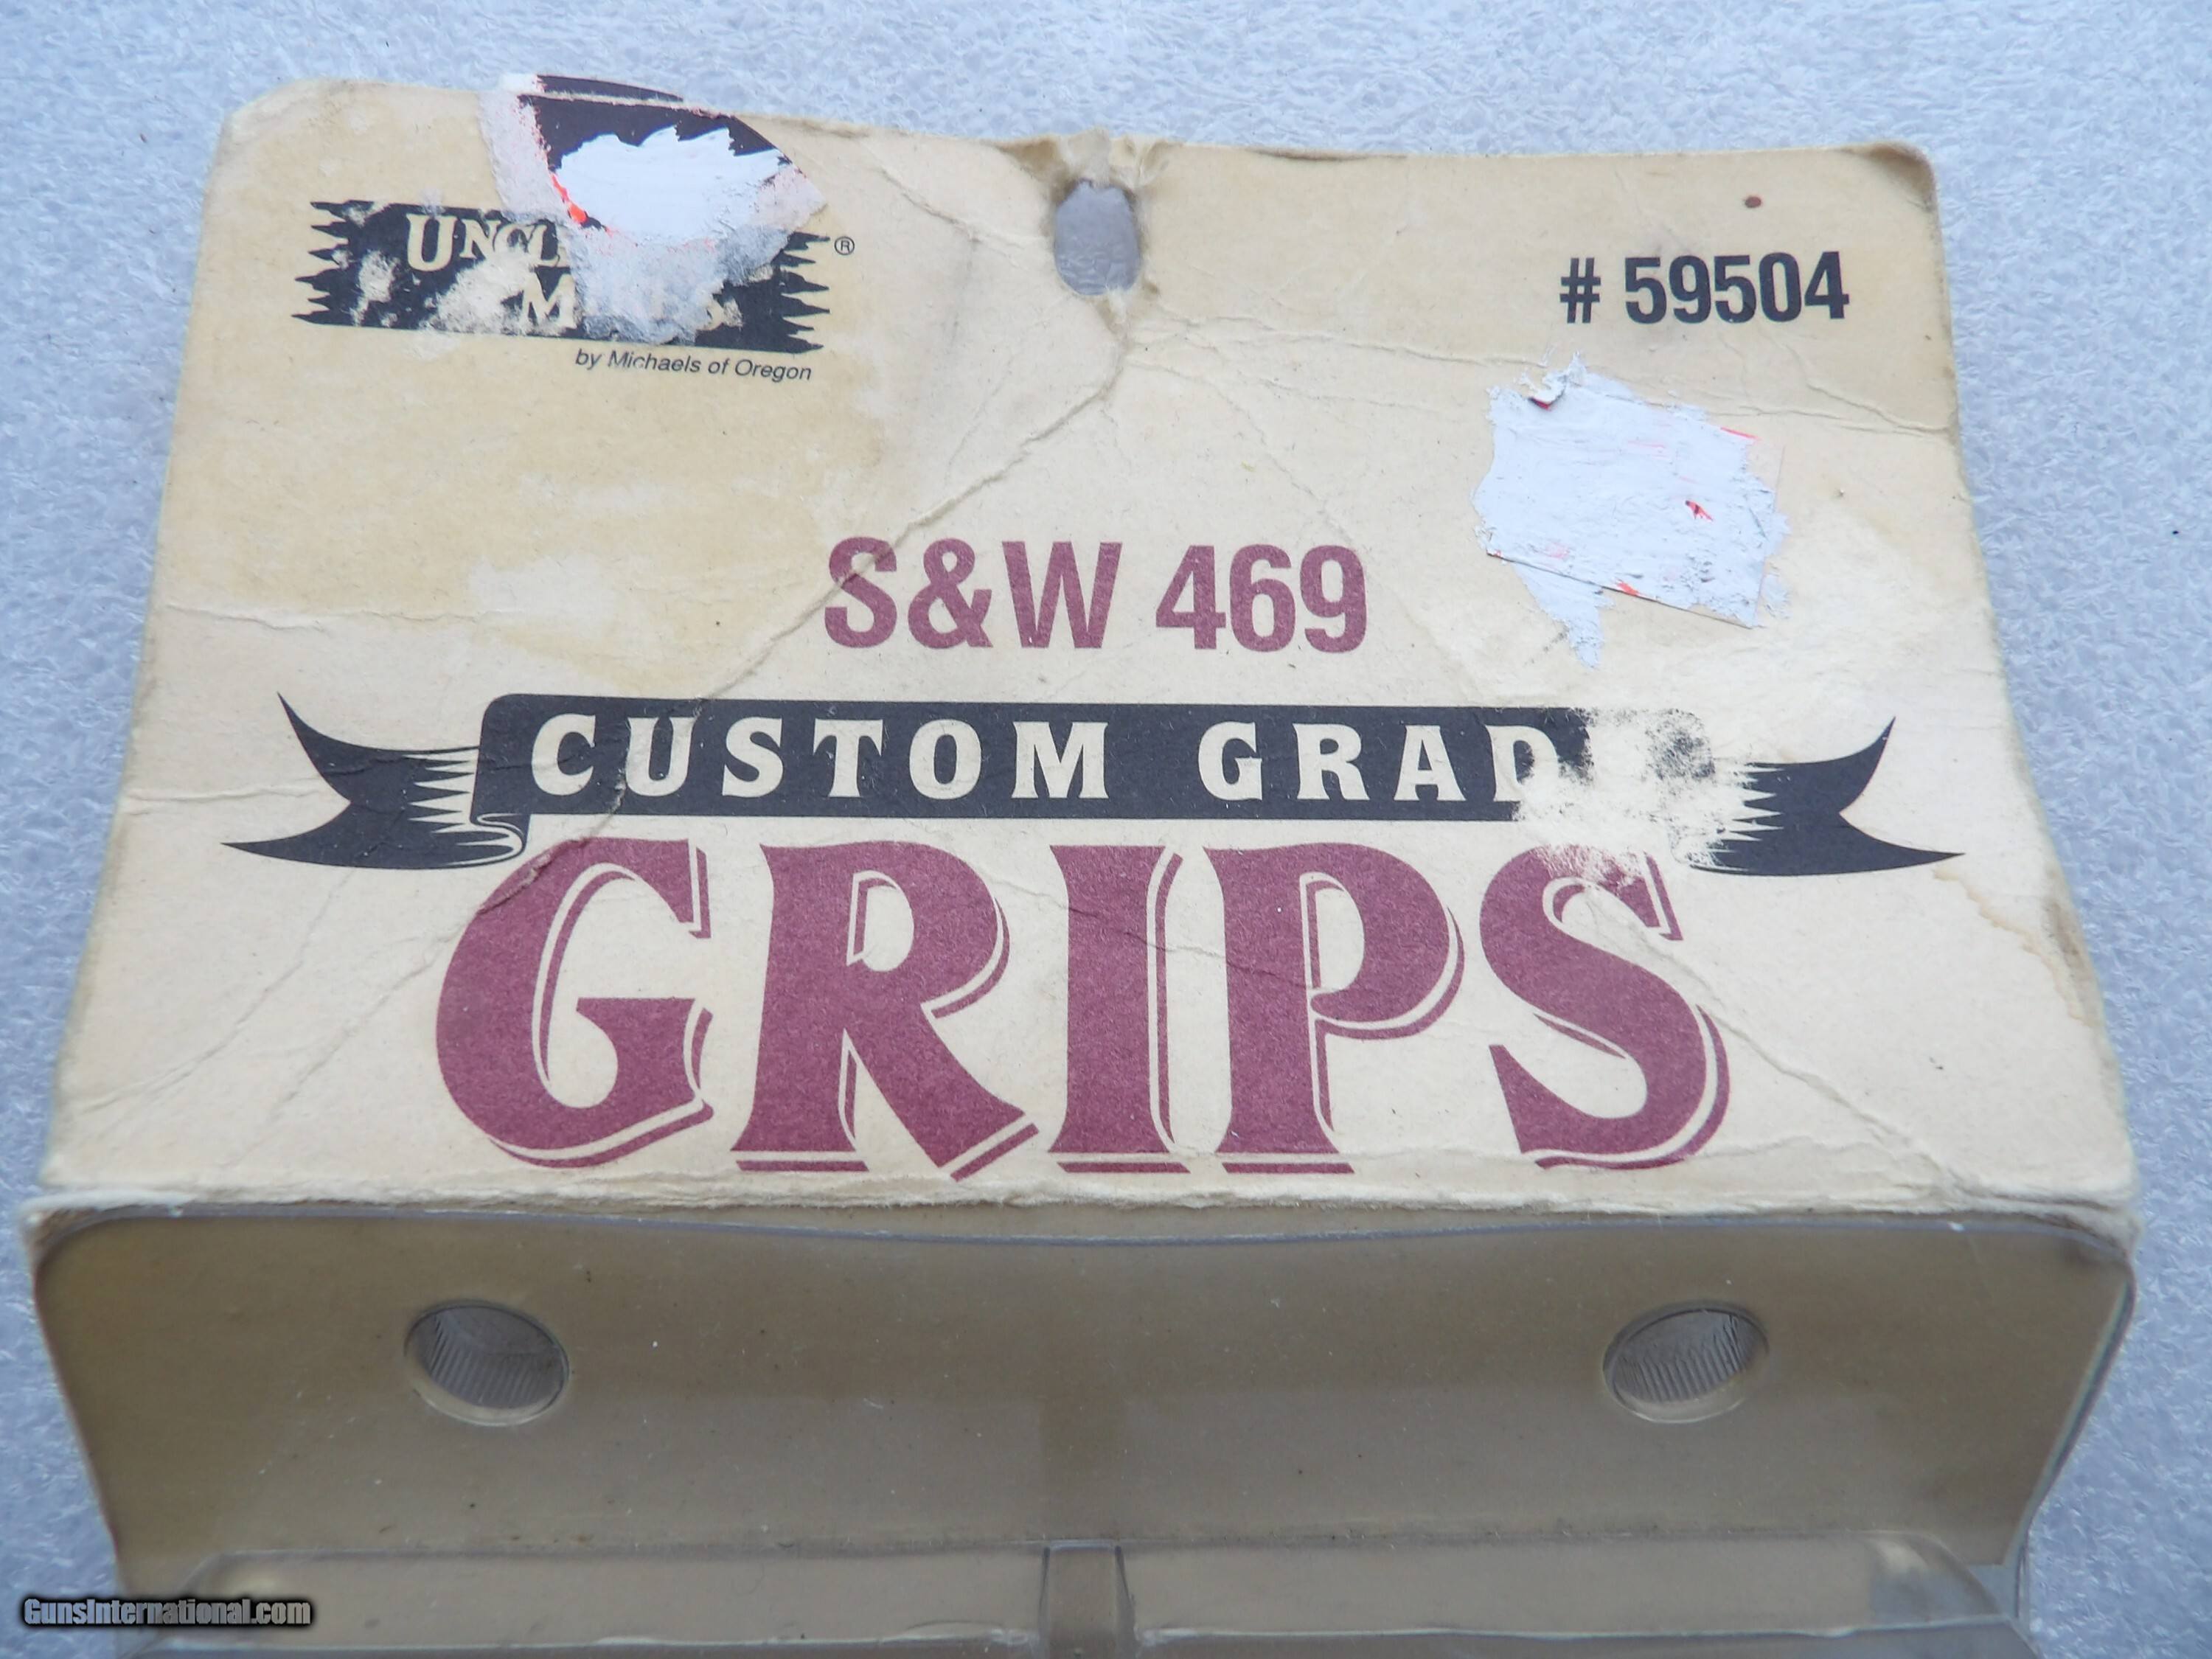 # 59504
by Michaels of Oregon
S&W 469
CUSTOM GRAD
GRIPS
GunsInternational.com